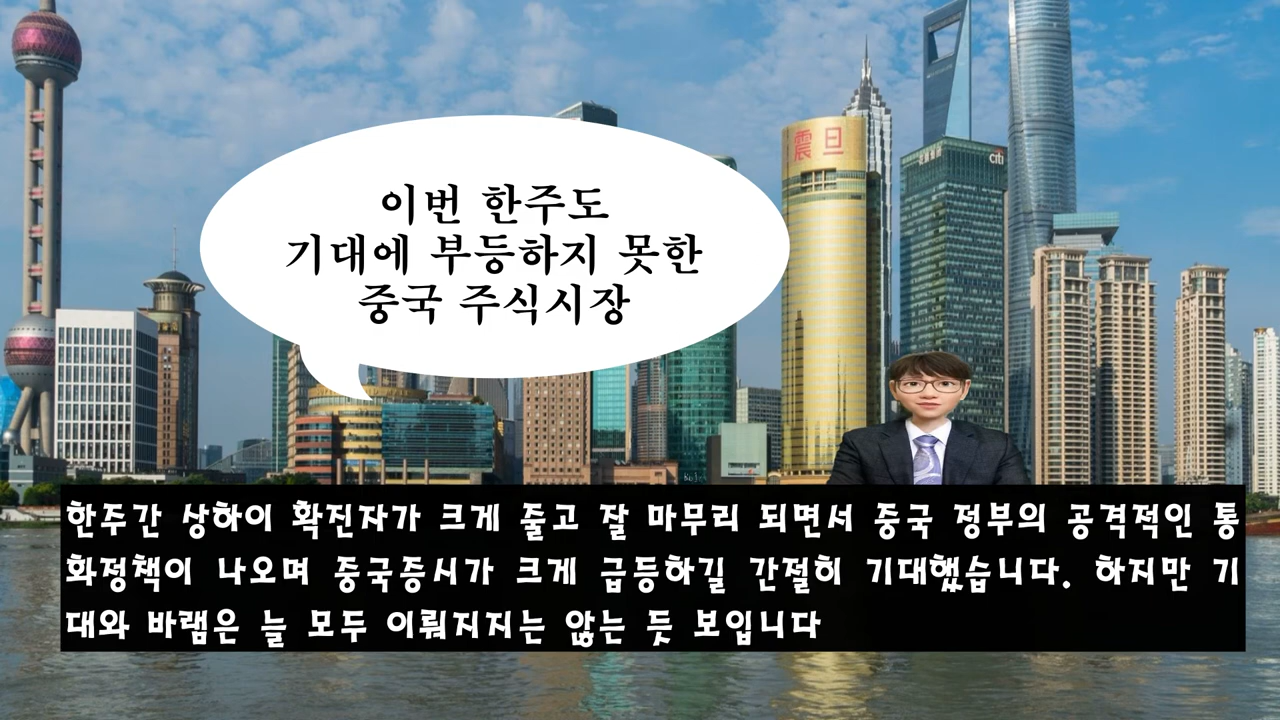 震旦
citi
이번 한주도
기대에 부등하지 못한
중국 주식시장
한주간 상하이 확진자가 크게 줄고 잘 마무리 되면서 중국 정부의 공격적인 통
화정책이 나오며 중국증시가 크게 급등하길 간절히 기대했습니다. 하지만 기
대와 바램은 늘 모두 이뤄지지는 않는 듯 보입니다